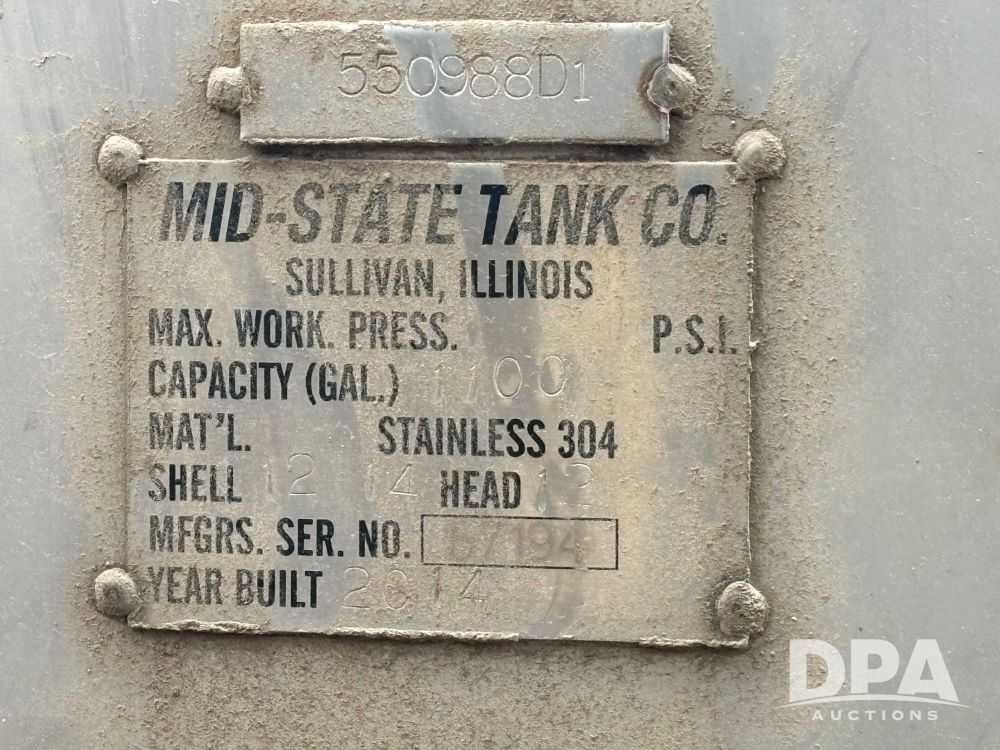 550988D1
MID-STATE TANK CO.
SULLIVAN, ILLINOIS
MAX. WORK. PRESS. P.S.I.
CAPACITY (GAL.) 1100
MAT'L. STAINLESS 304
SHELL 12 14 HEAD 12
MFGRS. SER. NO.
YEAR BUILT 2014
DPA
AUCTIONS